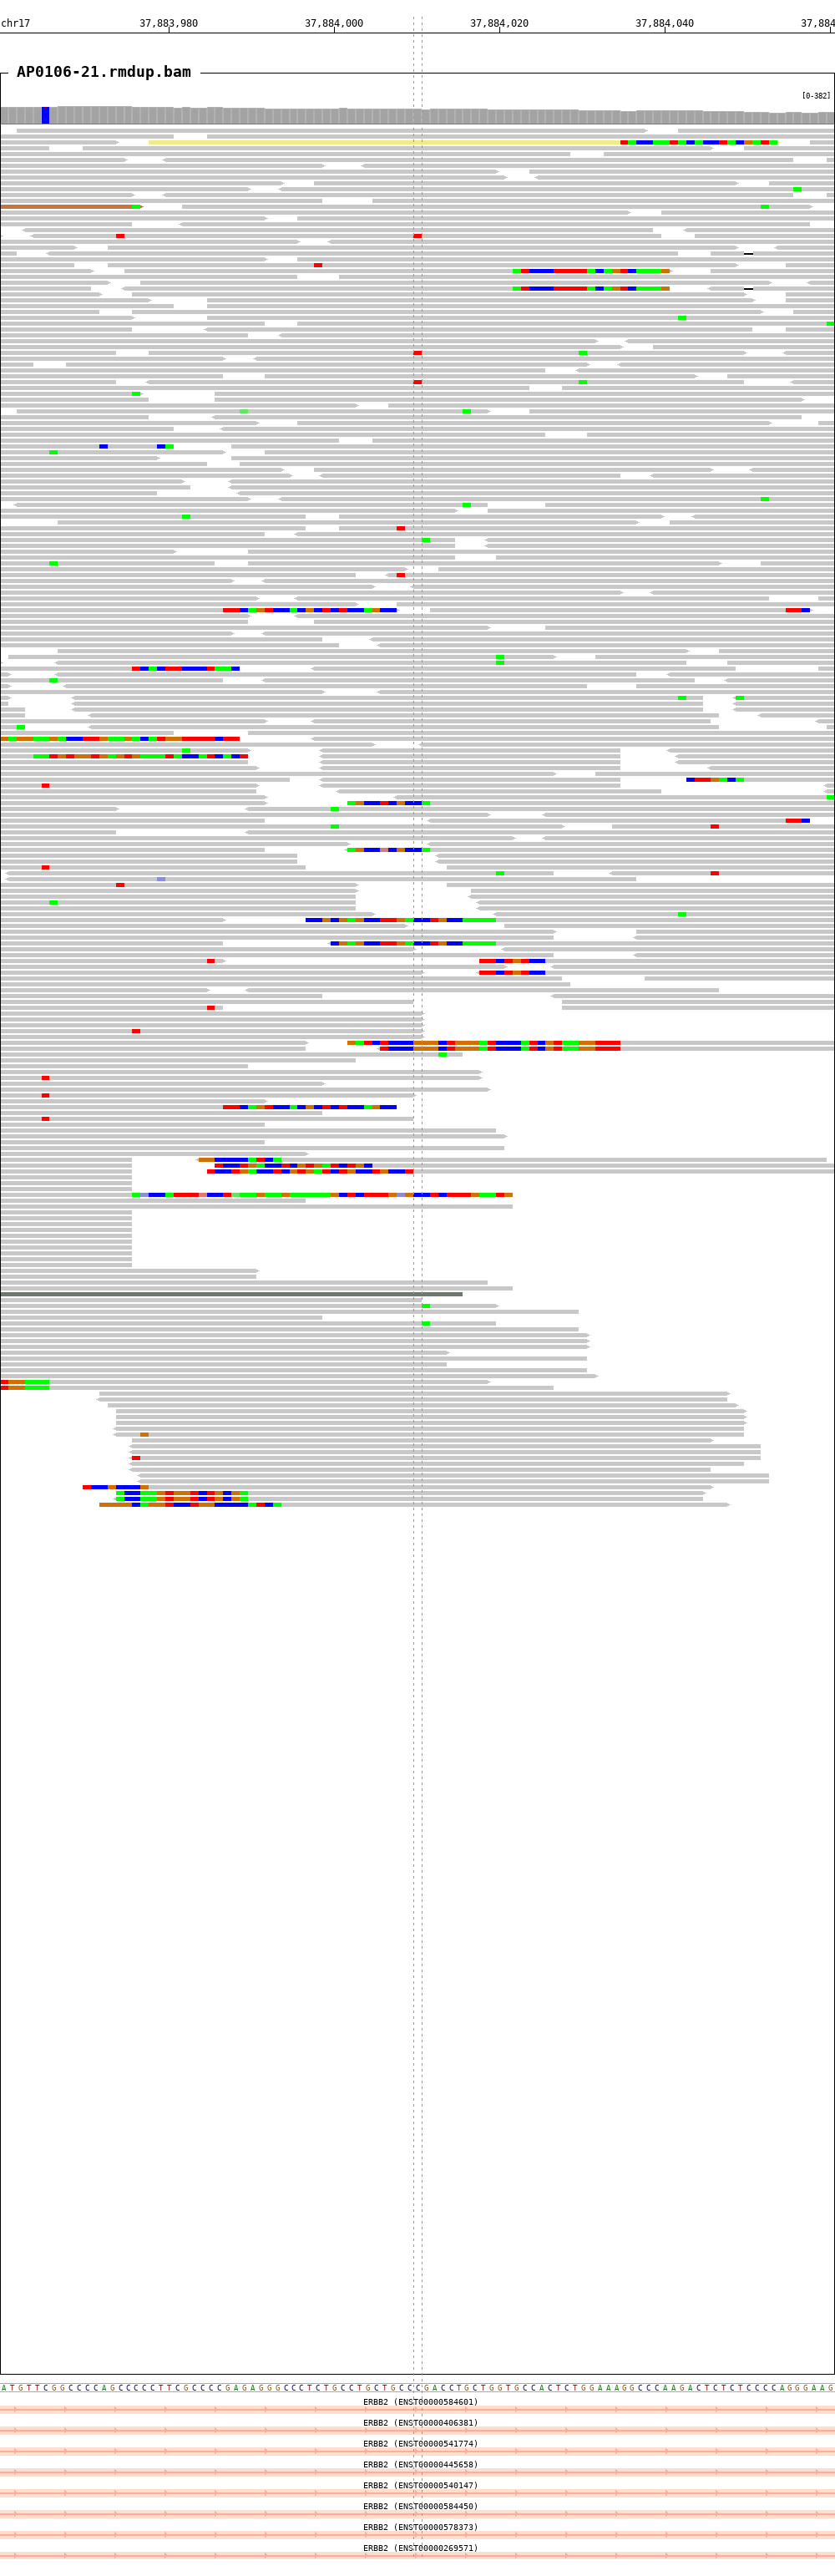 chr17 37,883,980 37,884,000 37,884,020 37,884,040 37,884
AP0106-21.rmdup.bam
[0-382]
ATGTTCGGCCCCAGCCCCCTTCGCCCCGAGAGGGCCCTCTGCCTGCTGCCCGACCTGCTGGTGCCACTCTGGAAAGGCCCAAGACTCTCTCCCCAGGGAAG
ERBB2 (ENST00000584601)
ERBB2 (ENST00000406381)
ERBB2 (ENST00000541774)
ERBB2 (ENST00000445658)
ERBB2 (ENST00000540147)
ERBB2 (ENST00000584450)
ERBB2 (ENST00000578373)
ERBB2 (ENST00000269571)